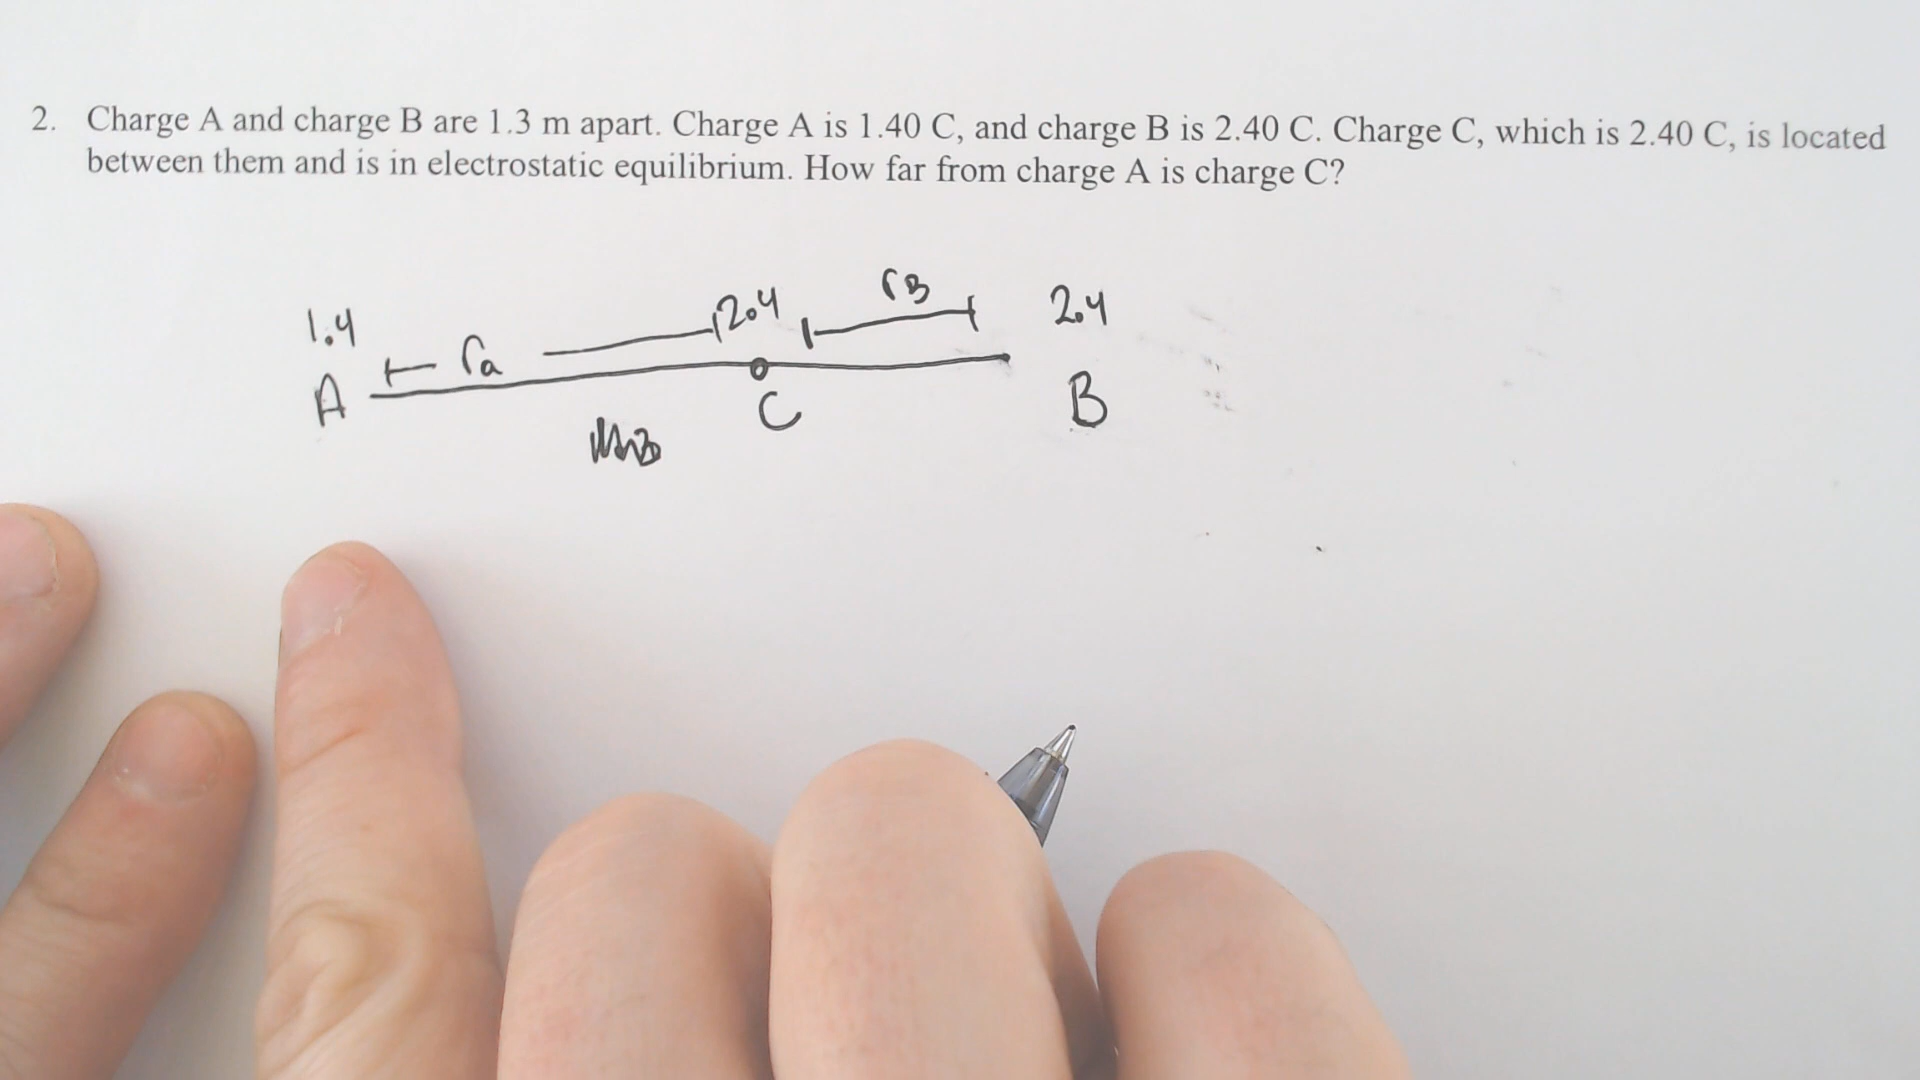 2. Charge A and charge B are 1.3 m apart. Charge A is 1.40 C, and charge B is 2.40 C. Charge C, which is 2.40 C, is located
between them and is in electrostatic equilibrium. How far from charge A is charge C?
1.4 ra 2.4 rB 2.4
A C B